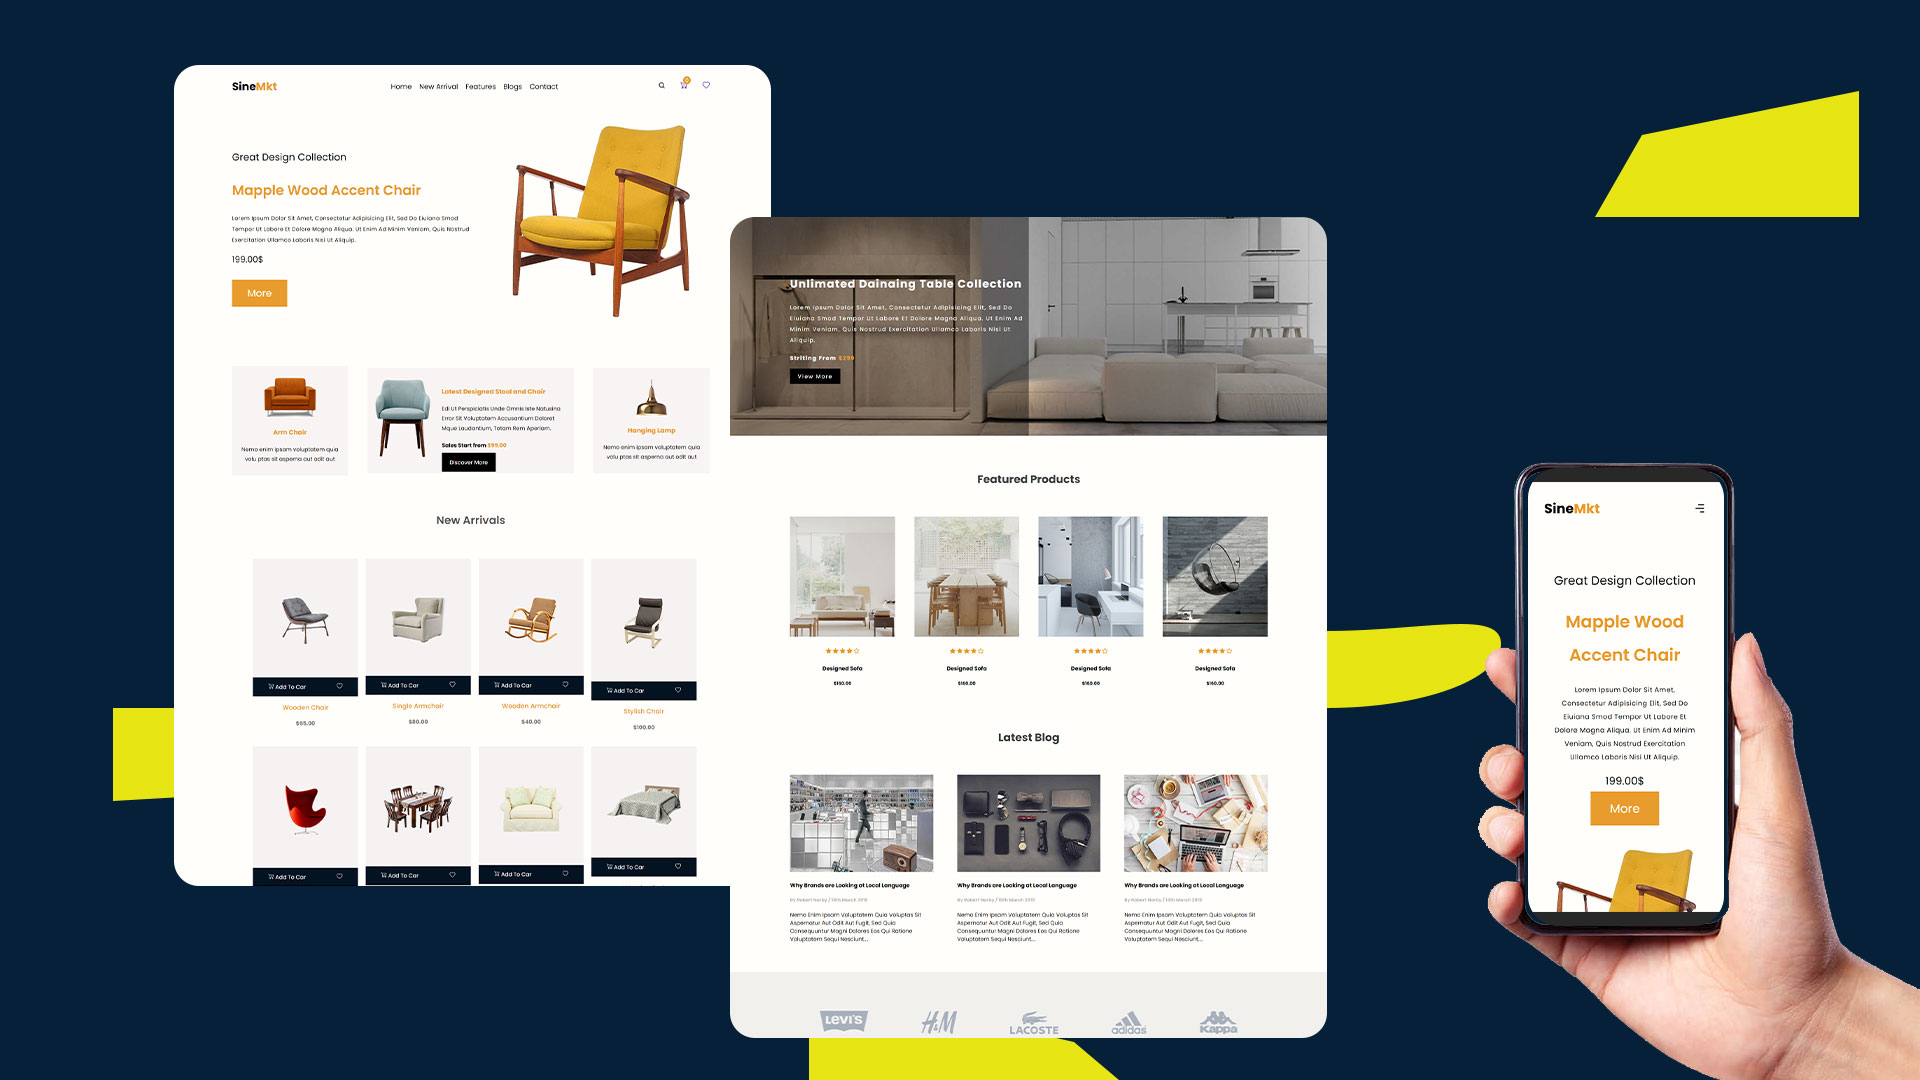 SineMkt
Home New Arrival Features Blogs Contact
0
Great Design Collection
Mapple Wood Accent Chair
Lorem Ipsum Dolor Sit Amet, Consectetur Adipisicing Elit, Sed Do Eiuiana Smod
Tempor Ut Labore Et Dolore Magna Aliqua. Ut Enim Ad Minim Veniam, Quis Nostrud
Exercitation Ullamco Laboris Nisi Ut Aliquip.
199,00$
More
Arm Chair
Nemo enim ipsam voluptatem quia
volu ptas sit asperna aut odit aut
Latest Designed Stool and Chair
Edi Ut Perspiciatis Unde Omnis Iste Natusina
Error Sit Voluptatem Accusantium Doloret
Mque Laudantium, Totam Rem Aperiam.
Sales Start from $99.00
Discover More
Hanging Lamp
Nemo enim ipsam voluptatem quia
volu ptas sit asperna aut odit aut
New Arrivals
Add To Car
Add To Car
Add To Car
Add To Car
Wooden Chair
Single Armchair
Wooden Armchair
Stylish Chair
$65.00
$80.00
$40.00
$100.00
Add To Car
Add To Car
Add To Car
Add To Car
Unlimated Dainaing Table Collection
Lorem Ipsum Dolor Sit Amet, Consectetur Adipisicing Elit, Sed Do
Eiuiana Smod Tempor Ut Labore Et Dolore Magna Aliqua. Ut Enim Ad
Minim Veniam, Quis Nostrud Exercitation Ullamco Laboris Nisi Ut
Aliquip.
Striting From $299
View More
Featured Products
Designed Sofa
Designed Sofa
Designed Sofa
Designed Sofa
$160.00
$160.00
$160.00
$160.00
Latest Blog
Why Brands are Looking at Local Language
By Robert Norby / 18th March 2019
Nemo Enim Ipsam Voluptatem Quia Voluptas Sit
Aspernatur Aut Odit Aut Fugit, Sed Quia
Consequuntur Magni Dolores Eos Qui Ratione
Voluptatem Sequi Nesciunt...
Why Brands are Looking at Local Language
By Robert Norby / 18th March 2019
Nemo Enim Ipsam Voluptatem Quia Voluptas Sit
Aspernatur Aut Odit Aut Fugit, Sed Quia
Consequuntur Magni Dolores Eos Qui Ratione
Voluptatem Sequi Nesciunt...
Why Brands are Looking at Local Language
By Robert Norby / 18th March 2019
Nemo Enim Ipsam Voluptatem Quia Voluptas Sit
Aspernatur Aut Odit Aut Fugit, Sed Quia
Consequuntur Magni Dolores Eos Qui Ratione
Voluptatem Sequi Nesciunt...
LEVI'S
H&M
LACOSTE
adidas
Kappa
SineMkt
Great Design Collection
Mapple Wood
Accent Chair
Lorem Ipsum Dolor Sit Amet,
Consectetur Adipisicing Elit, Sed Do
Eiuiana Smod Tempor Ut Labore Et
Dolore Magna Aliqua. Ut Enim Ad Minim
Veniam, Quis Nostrud Exercitation
Ullamco Laboris Nisi Ut Aliquip.
199.00$
More